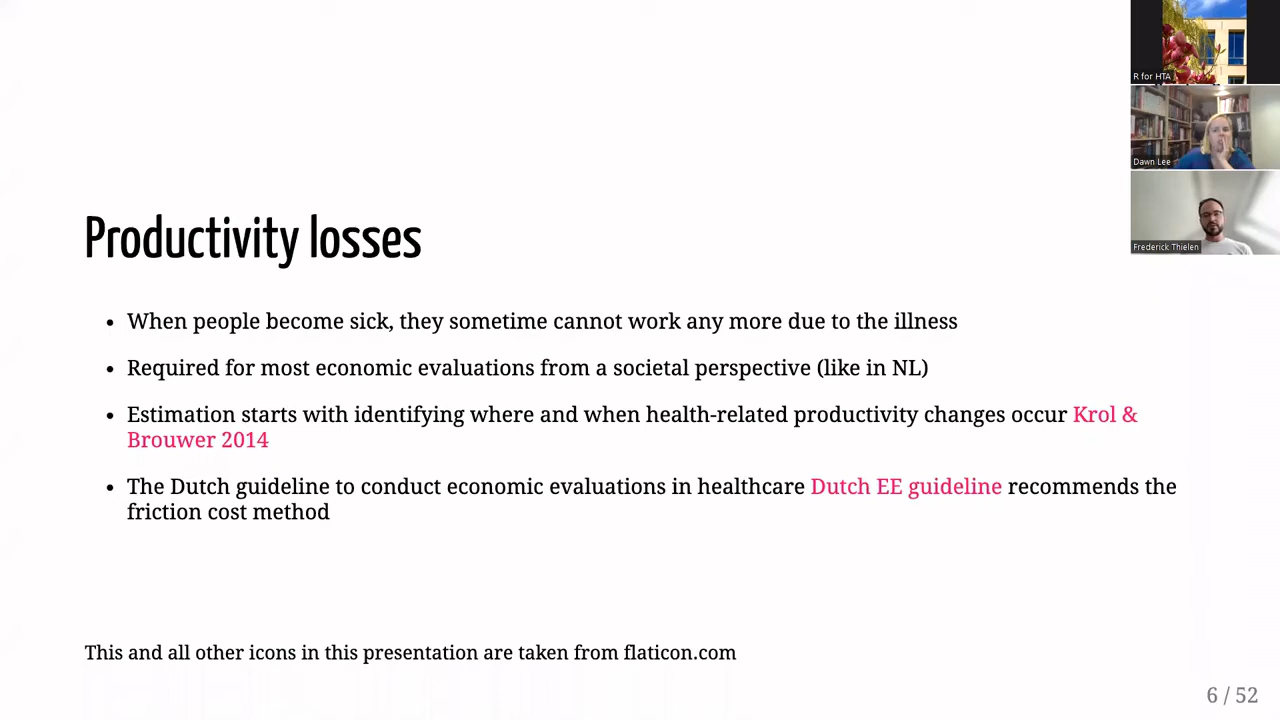 R for HTA
Dawn Lee
Frederick Thielen
Productivity losses
When people become sick, they sometime cannot work any more due to the illness
Required for most economic evaluations from a societal perspective (like in NL)
Estimation starts with identifying where and when health-related productivity changes occur Krol &
Brouwer 2014
The Dutch guideline to conduct economic evaluations in healthcare Dutch EE guideline recommends the
friction cost method
This and all other icons in this presentation are taken from flaticon.com
6 / 52